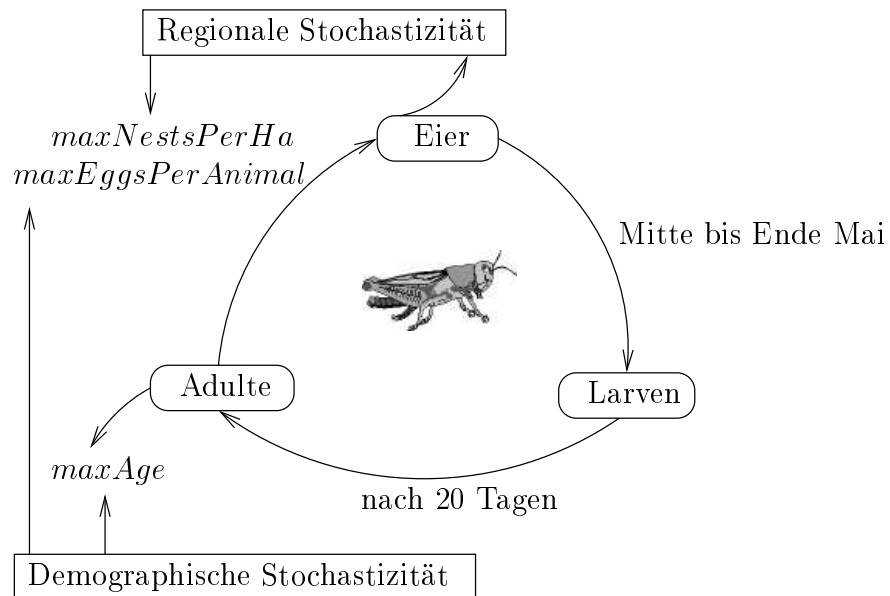 Regionale Stochastizität
maxNestsPerHa
maxEggsPerAnimal
Eier
Mitte bis Ende Mai
Adulte
Larven
maxAge
nach 20 Tagen
Demographische Stochastizität